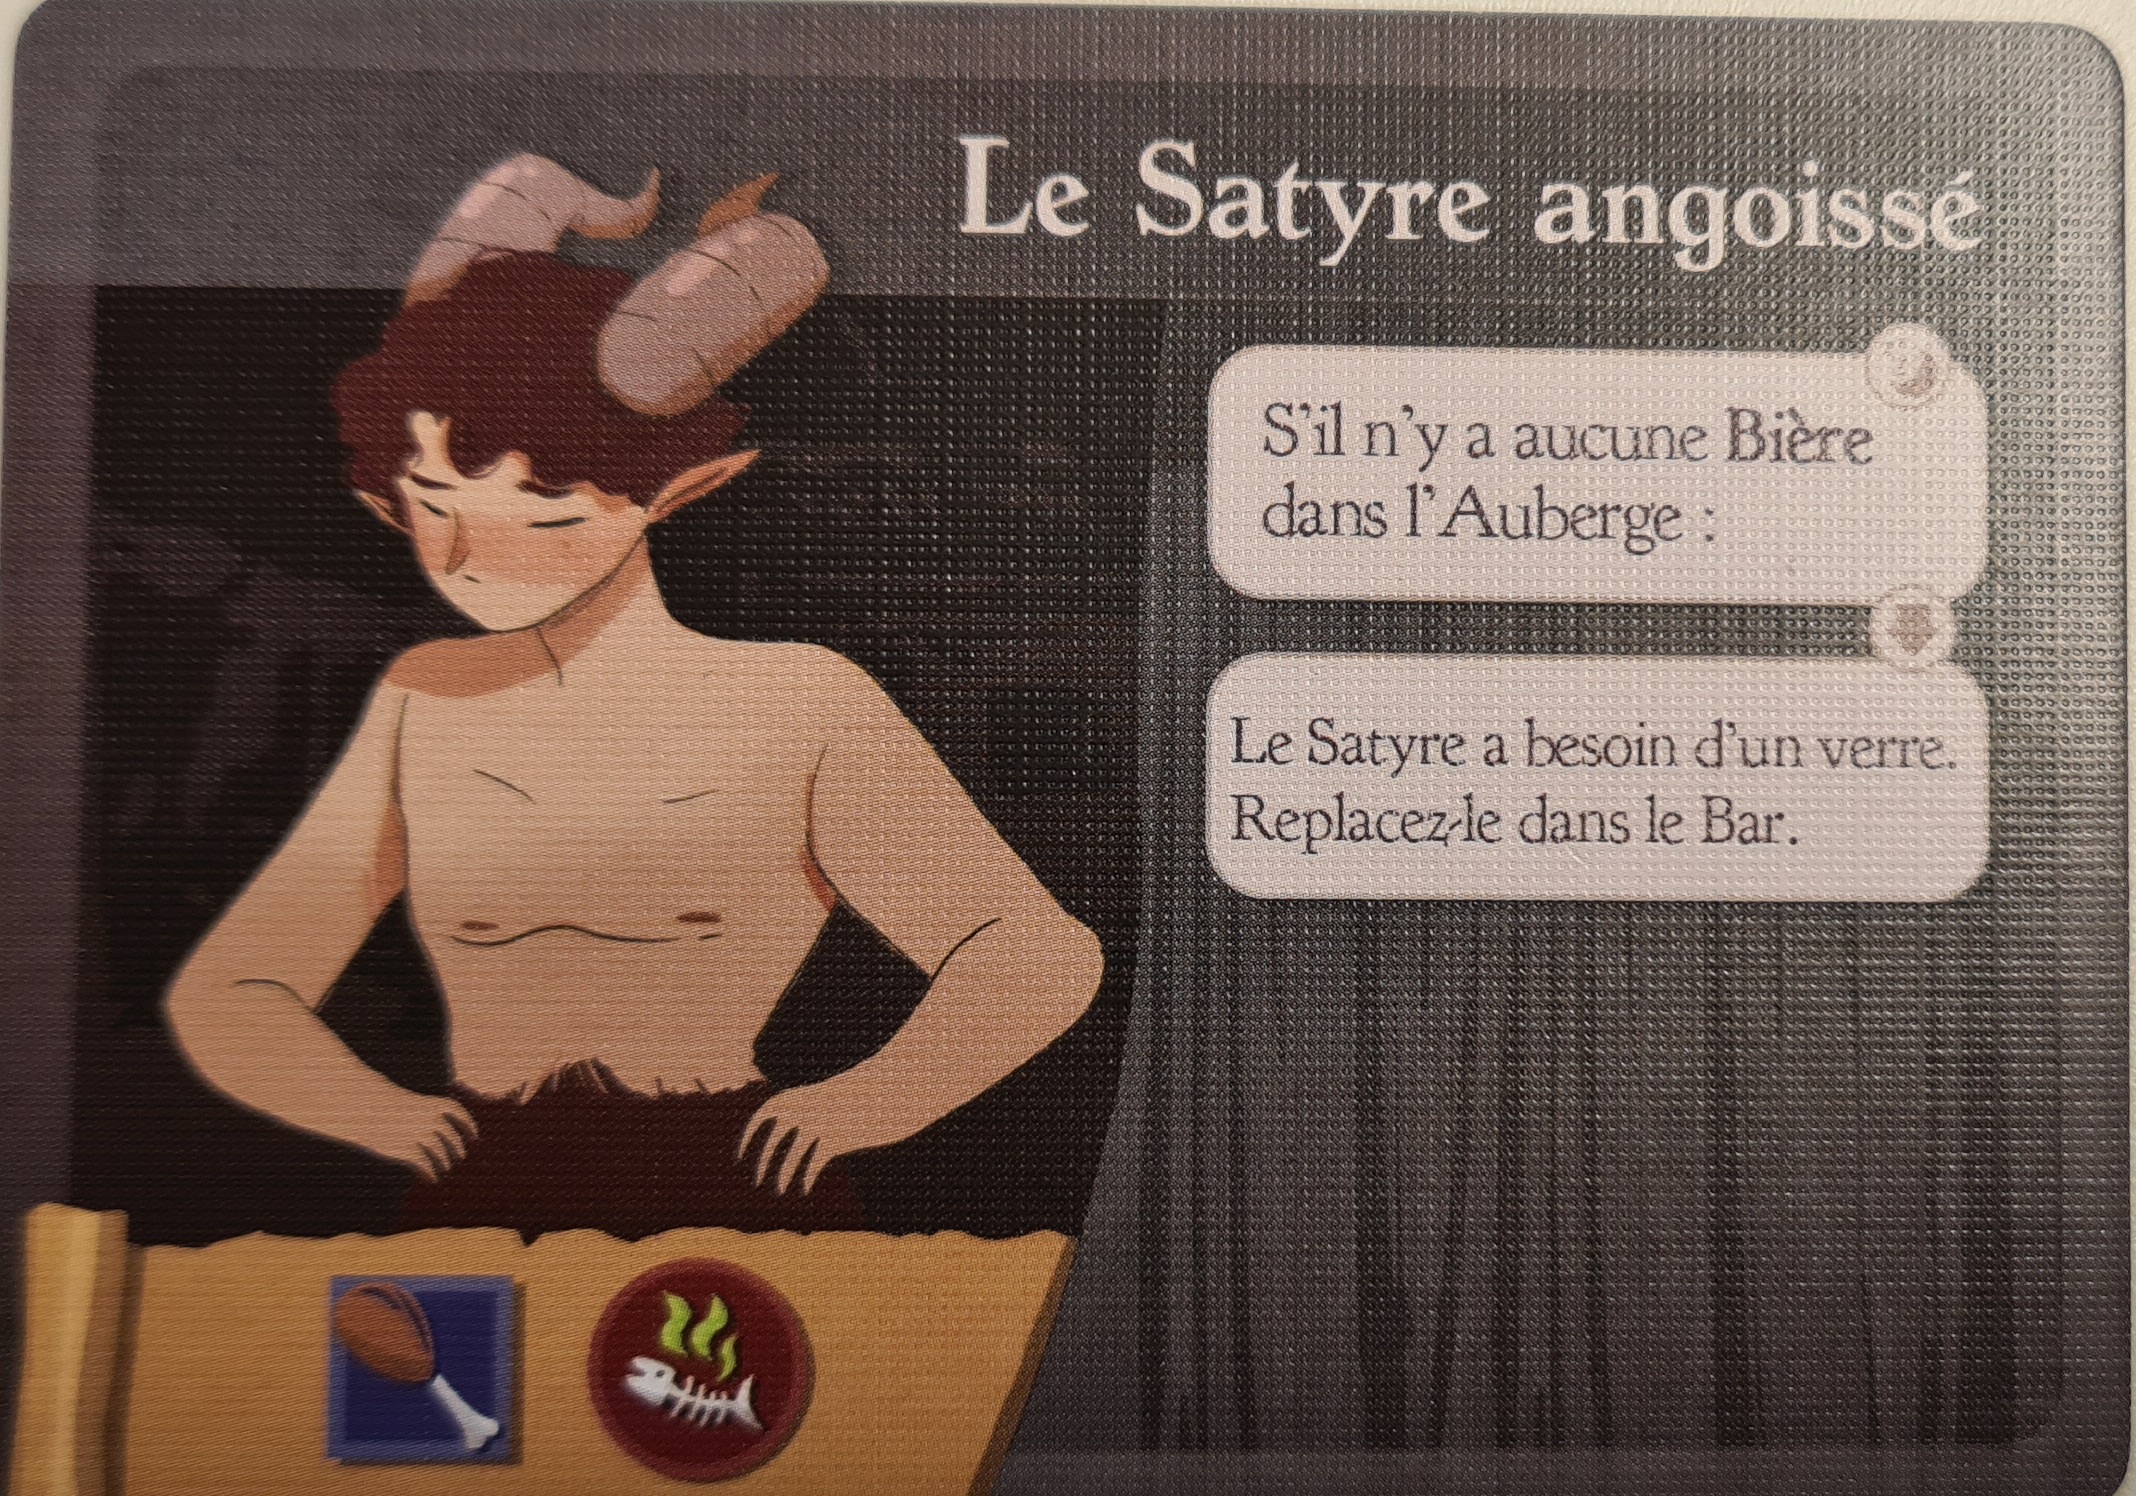 Le Satyre angoissé
S'il n'y a aucune Bière
dans l'Auberge :
Le Satyre a besoin d'un verre.
Replacez-le dans le Bar.